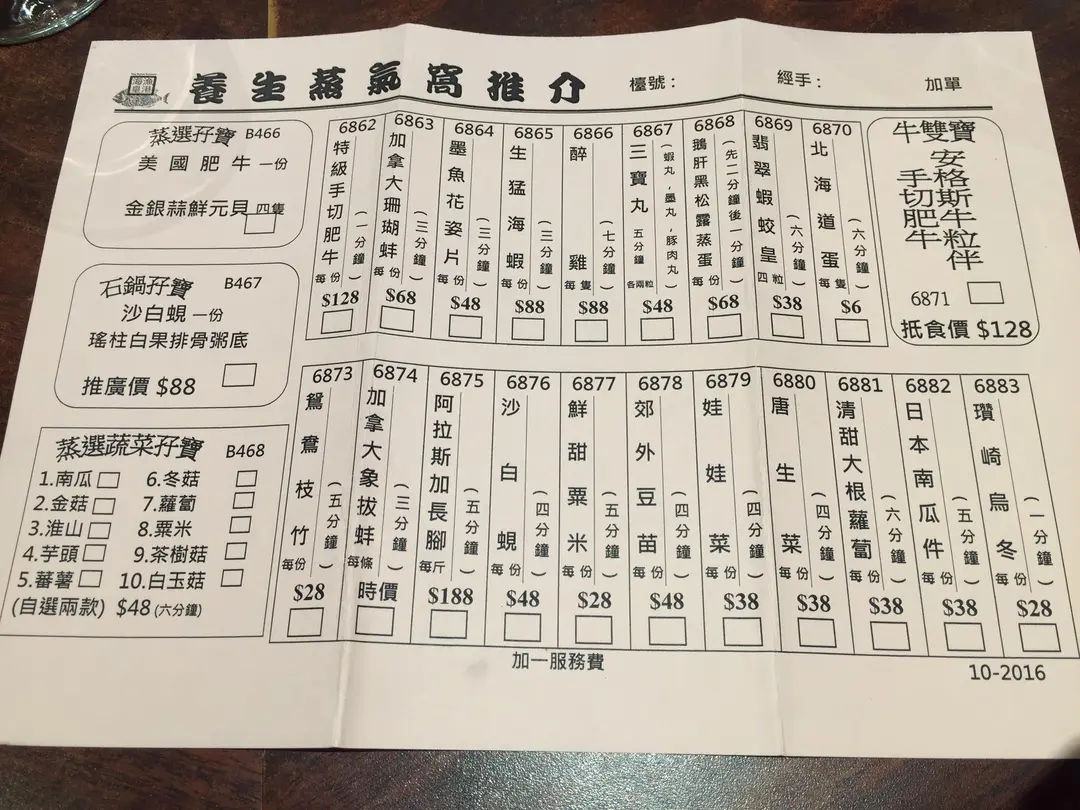 海漁
皇港
養生蒸氣窩推介
檯號：
經手：
加單
蒸選孖寶 B466
美國肥牛 一份
金銀蒜鮮元貝 四隻
石鍋孖寶 B467
沙白蜆 一份
瑤柱白果排骨粥底
推廣價 $88
蒸選蔬菜孖寶 B468
1.南瓜 6.冬菇
2.金菇 7.蘿蔔
3.淮山 8.粟米
4.芋頭 9.茶樹菇
5.蕃薯 10.白玉菇
(自選兩款) $48 (六分鐘)
6862
特級手切肥牛
(一分鐘)
每份
$128
6863
加拿大珊瑚蚌
(三分鐘)
每份
$68
6864
墨魚花姿片
(三分鐘)
每份
$48
6865
生猛海蝦
(三分鐘)
每份
$88
6866
醉雞
(七分鐘)
每隻
$88
6867
三寶丸
(蝦丸,墨丸,豚肉丸)
五分鐘
各兩粒
$48
6868
鵝肝黑松露蒸蛋
(先二分鐘後一分鐘)
每份
$68
6869
翡翠蝦蛟皇
(六分鐘)
四粒
$38
6870
北海道蛋
(六分鐘)
每隻
$6
牛雙寶
安格斯牛粒伴
手切肥牛
6871
抵食價 $128
6873
鴛鴦枝竹
(五分鐘)
每份
$28
6874
加拿大象拔蚌
(三分鐘)
每條
時價
6875
阿拉斯加長腳
(五分鐘)
每斤
$188
6876
沙白蜆
(四分鐘)
每份
$48
6877
鮮甜粟米
(五分鐘)
每份
$28
6878
郊外豆苗
(四分鐘)
每份
$48
6879
娃娃菜
(四分鐘)
每份
$38
6880
唐生菜
(四分鐘)
每份
$38
6881
清甜大根蘿蔔
(六分鐘)
每份
$38
6882
日本南瓜件
(五分鐘)
每份
$38
6883
瓚崎烏冬
(一分鐘)
每份
$28
加一服務費
10-2016